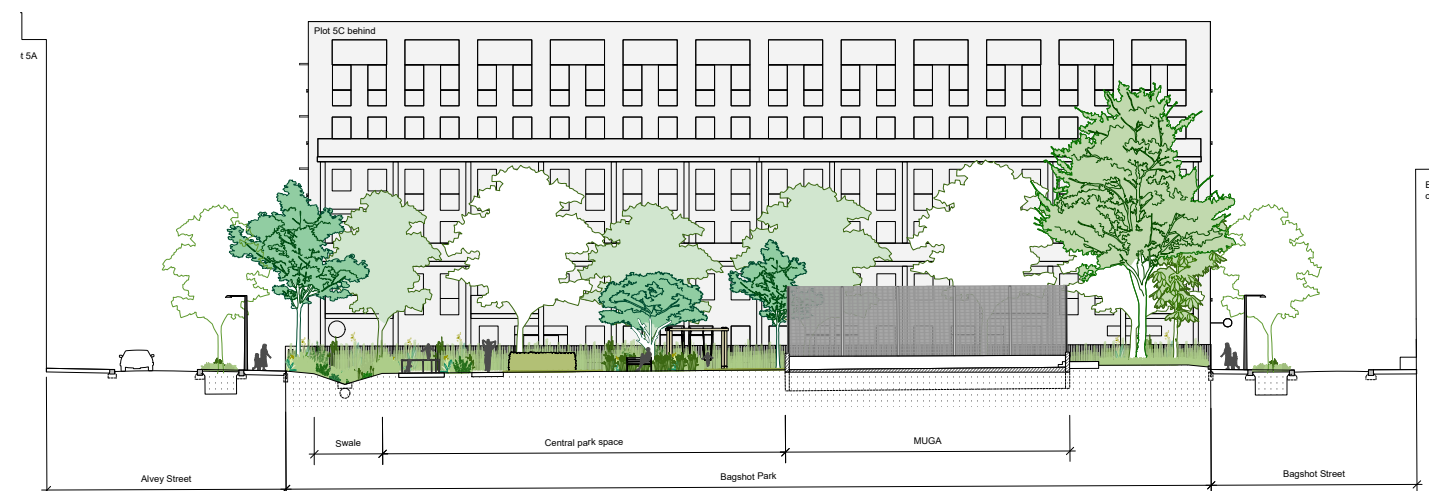 Plot 5C behind
t 5A
Swale
Central park space
MUGA
Alvey Street
Bagshot Park
Bagshot Street